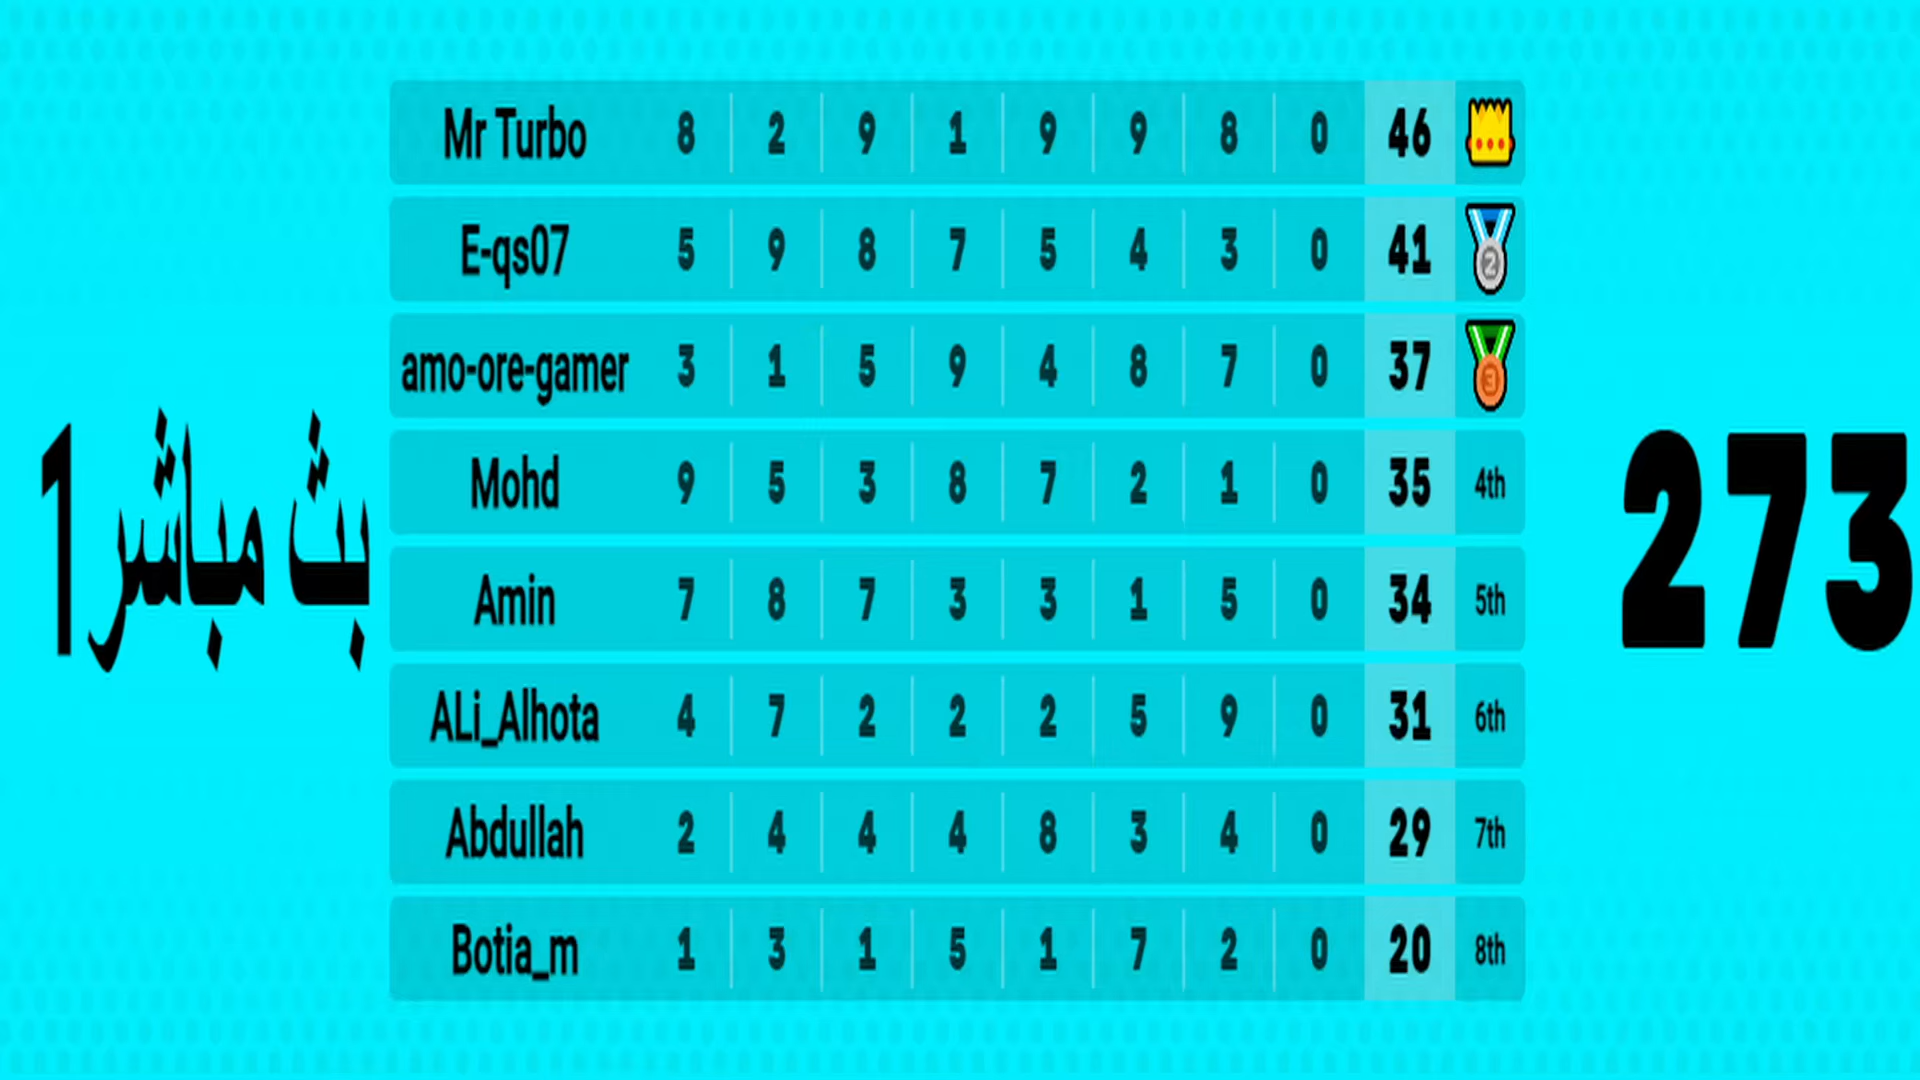 بث مباشر 1
Mr Turbo 8 2 9 1 9 9 8 0 46
E-qs07 5 9 8 7 5 4 3 0 41 2
amo-ore-gamer 3 1 5 9 4 8 7 0 37 3
Mohd 9 5 3 8 7 2 1 0 35 4th
Amin 7 8 7 3 3 1 5 0 34 5th
ALi_Alhota 4 7 2 2 2 5 9 0 31 6th
Abdullah 2 4 4 4 8 3 4 0 29 7th
Botia_m 1 3 1 5 1 7 2 0 20 8th
273